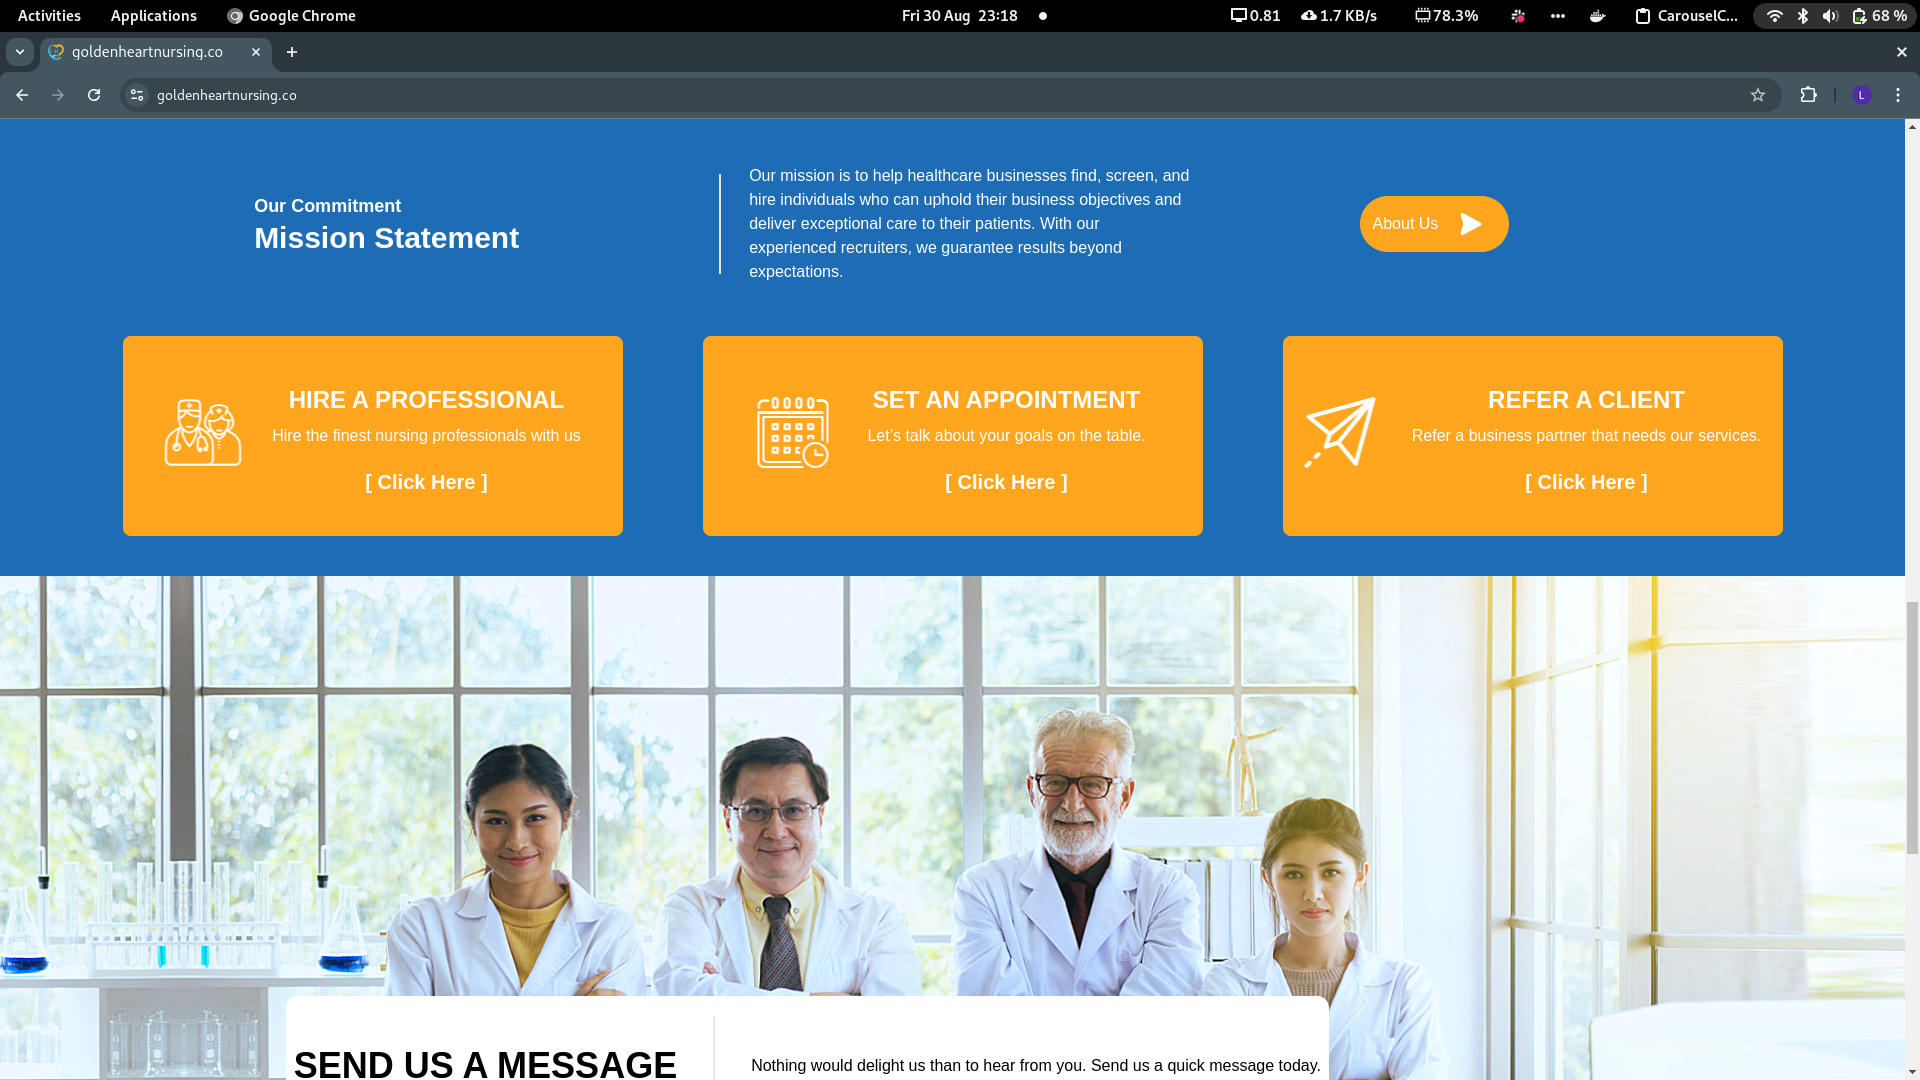 Activities
Applications
Google Chrome
Fri 30 Aug 23:18
0.81
1.7 KB/s
78.3%
CarouselC...
68 %
goldenheartnursing.co
goldenheartnursing.co
L
Our Commitment
Mission Statement
Our mission is to help healthcare businesses find, screen, and
hire individuals who can uphold their business objectives and
deliver exceptional care to their patients. With our
experienced recruiters, we guarantee results beyond
expectations.
About Us
HIRE A PROFESSIONAL
Hire the finest nursing professionals with us
[ Click Here ]
SET AN APPOINTMENT
Let's talk about your goals on the table.
[ Click Here ]
REFER A CLIENT
Refer a business partner that needs our services.
[ Click Here ]
SEND US A MESSAGE
Nothing would delight us than to hear from you. Send us a quick message today.